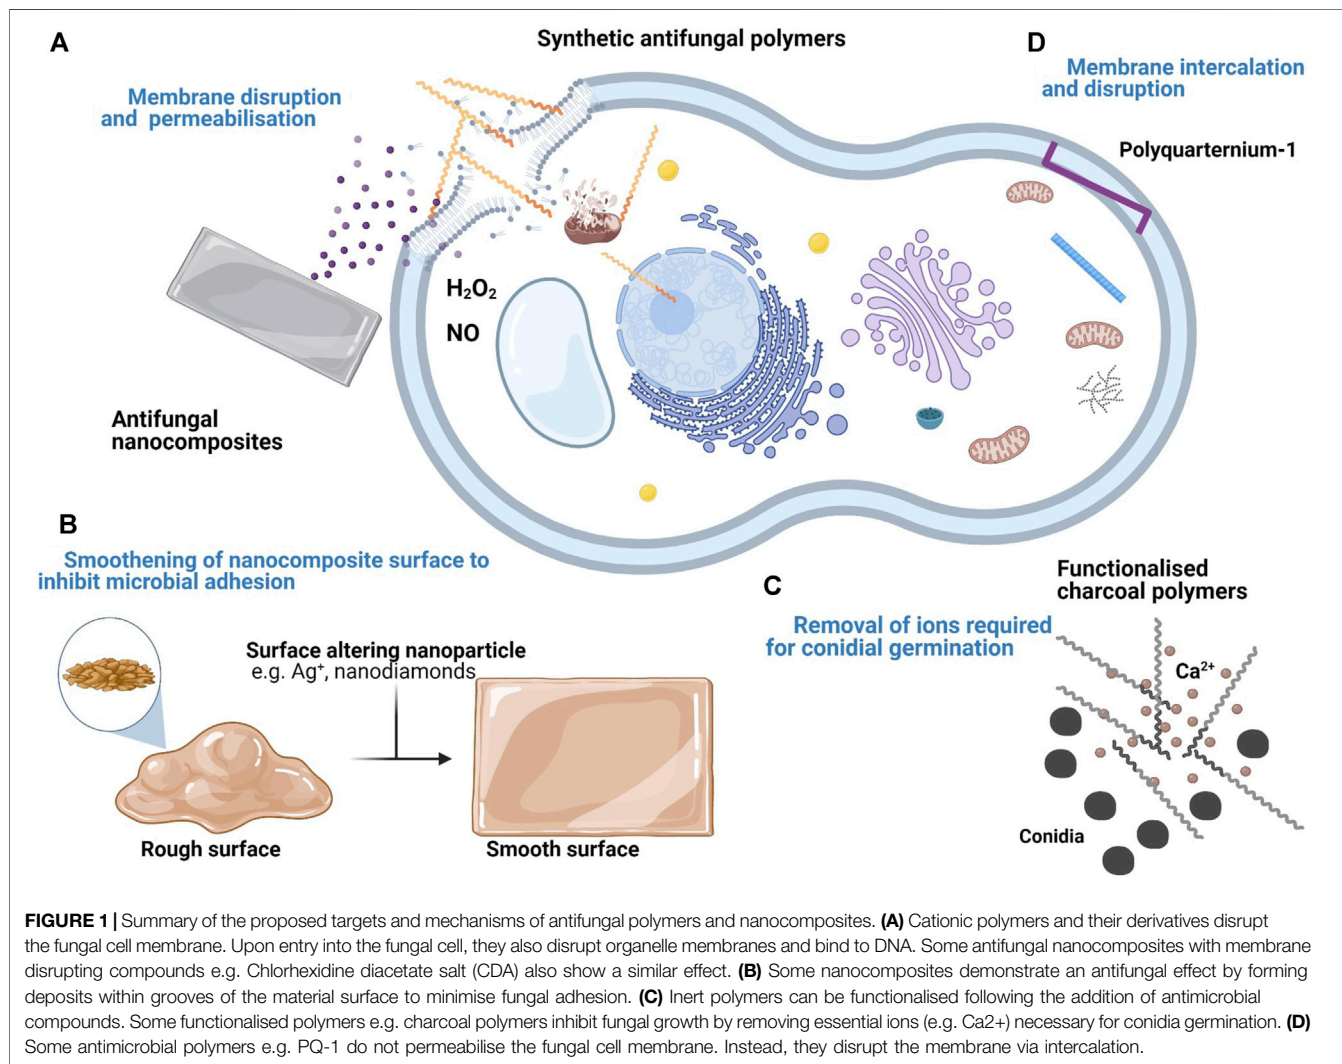 A
Synthetic antifungal polymers
D
Membrane disruption
and permeabilisation
Membrane intercalation
and disruption
Polyquarternium-1
H₂O₂
NO
Antifungal
nanocomposites
B
Smoothening of nanocomposite surface to
inhibit microbial adhesion
Surface altering nanoparticle
e.g. Ag⁺, nanodiamonds
Rough surface
Smooth surface
C
Functionalised
charcoal polymers
Removal of ions required
for conidial germination
Ca²⁺
Conidia
FIGURE 1 | Summary of the proposed targets and mechanisms of antifungal polymers and nanocomposites. (A) Cationic polymers and their derivatives disrupt
the fungal cell membrane. Upon entry into the fungal cell, they also disrupt organelle membranes and bind to DNA. Some antifungal nanocomposites with membrane
disrupting compounds e.g. Chlorhexidine diacetate salt (CDA) also show a similar effect. (B) Some nanocomposites demonstrate an antifungal effect by forming
deposits within grooves of the material surface to minimise fungal adhesion. (C) Inert polymers can be functionalised following the addition of antimicrobial
compounds. Some functionalised polymers e.g. charcoal polymers inhibit fungal growth by removing essential ions (e.g. Ca2+) necessary for conidia germination. (D)
Some antimicrobial polymers e.g. PQ-1 do not permeabilise the fungal cell membrane. Instead, they disrupt the membrane via intercalation.